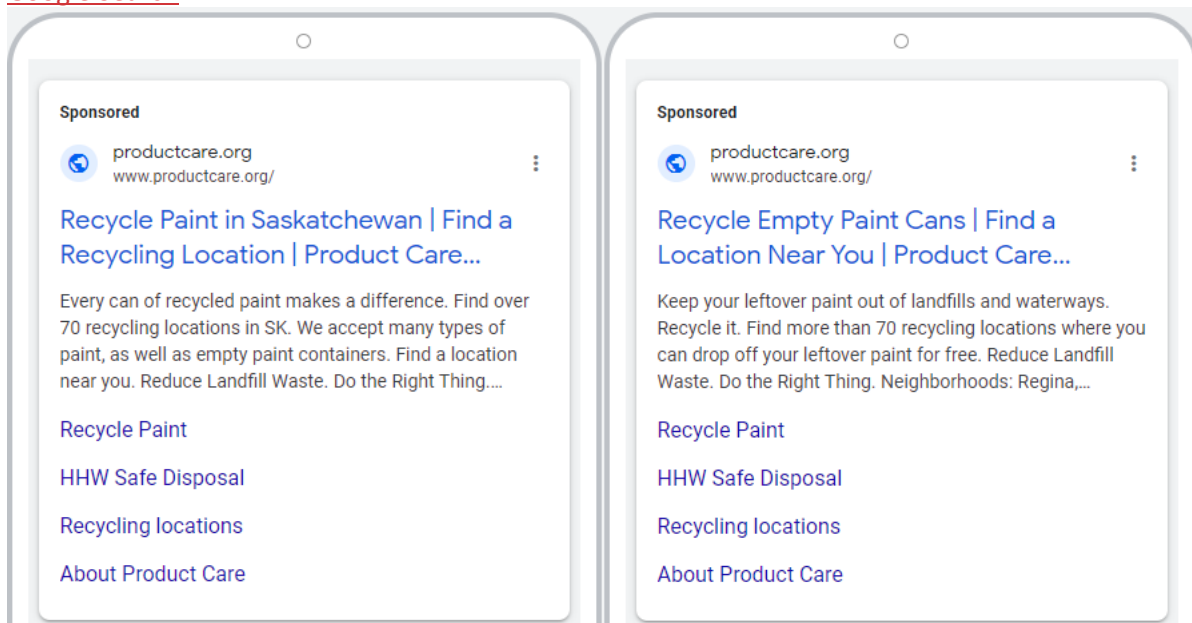 Sponsored
productcare.org
www.productcare.org/
Recycle Paint in Saskatchewan | Find a
Recycling Location | Product Care...
Every can of recycled paint makes a difference. Find over
70 recycling locations in SK. We accept many types of
paint, as well as empty paint containers. Find a location
near you. Reduce Landfill Waste. Do the Right Thing....
Recycle Paint
HHW Safe Disposal
Recycling locations
About Product Care
Sponsored
productcare.org
www.productcare.org/
Recycle Empty Paint Cans | Find a
Location Near You | Product Care...
Keep your leftover paint out of landfills and waterways.
Recycle it. Find more than 70 recycling locations where you
can drop off your leftover paint for free. Reduce Landfill
Waste. Do the Right Thing. Neighborhoods: Regina,...
Recycle Paint
HHW Safe Disposal
Recycling locations
About Product Care